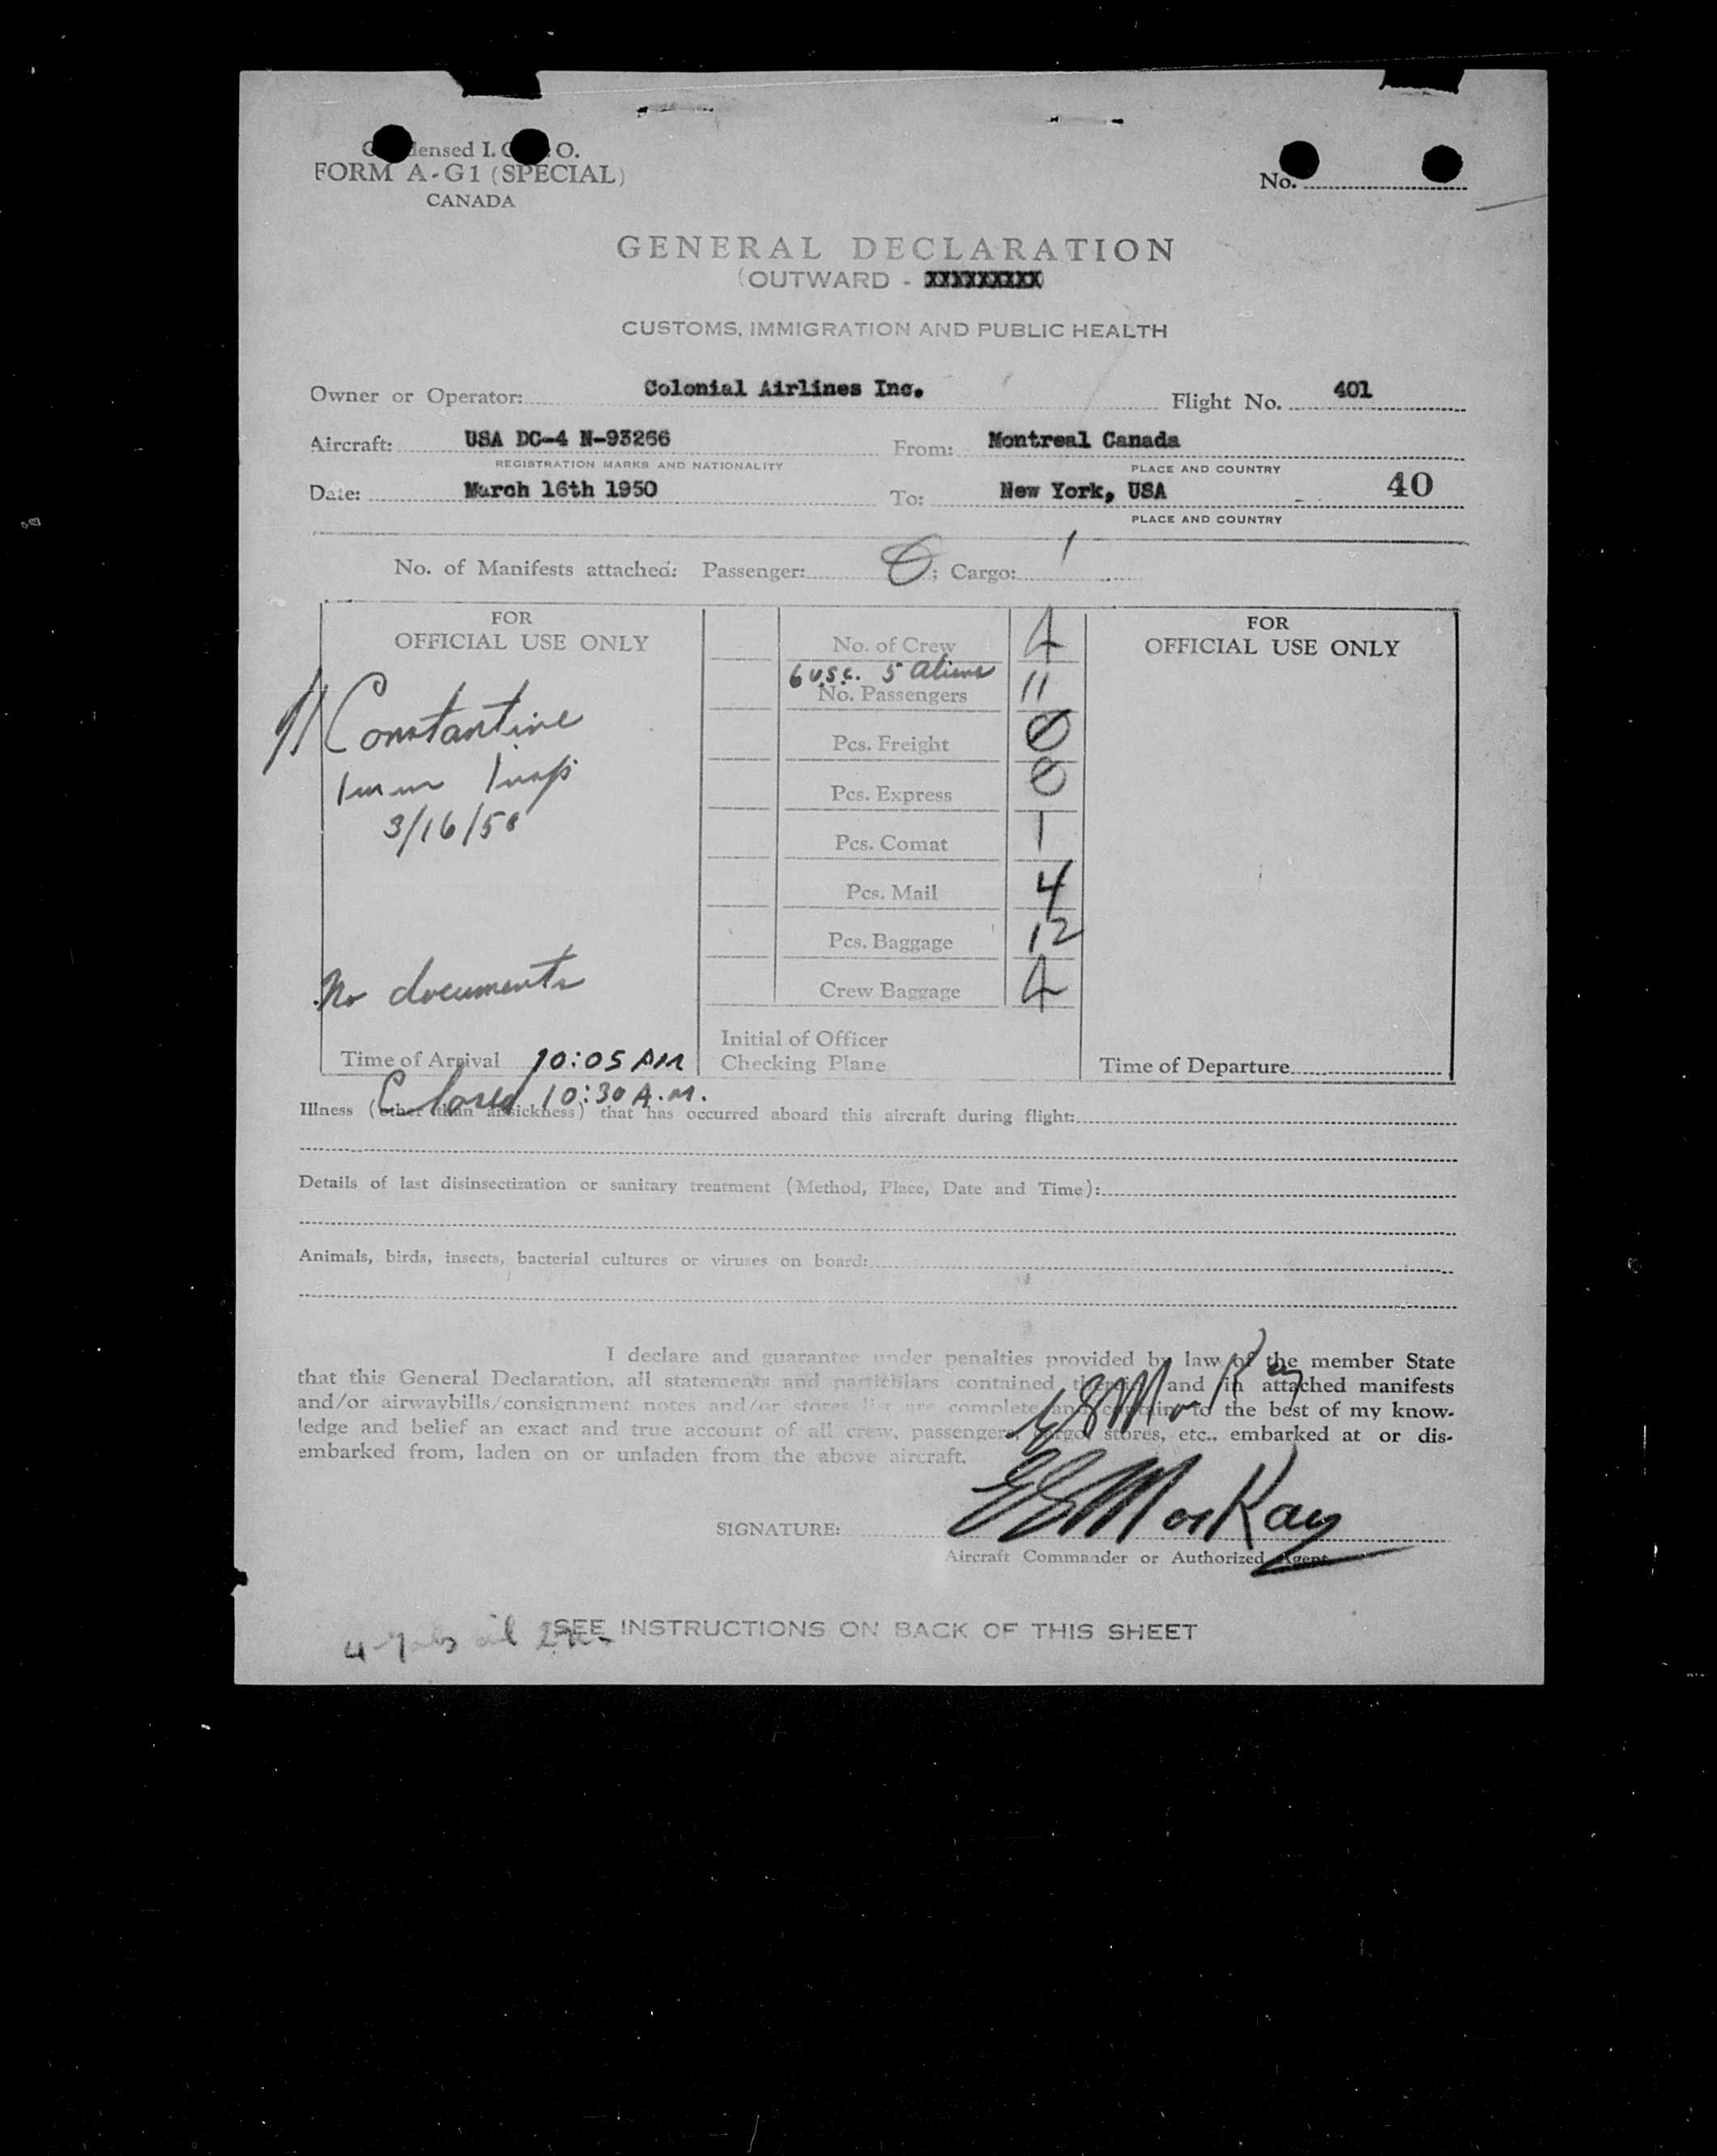 ensed I. C O.
FORM A-G1 (SPECIAL)
CANADA
No.
GENERAL DECLARATION
(OUTWARD - XXXXXXXXX)
CUSTOMS, IMMIGRATION AND PUBLIC HEALTH
Owner or Operator: Colonial Airlines Inc. Flight No. 401
Aircraft: USA DC-4 N-93266 From: Montreal Canada
REGISTRATION MARKS AND NATIONALITY PLACE AND COUNTRY
Date: March 16th 1950 To: New York, USA 40
PLACE AND COUNTRY
No. of Manifests attached: Passenger: 0; Cargo: 1
FOR
OFFICIAL USE ONLY
Constantine
Imm Insp
3/16/50
No documents
Time of Arrival 10:05 AM
Closed 10:30 A.M.
No. of Crew 4
6 USC. 5 Aliens
No. Passengers 11
Pcs. Freight 0
Pcs. Express 0
Pcs. Comat 1
Pcs. Mail 4
Pcs. Baggage 12
Crew Baggage 4
Initial of Officer
Checking Plane
FOR
OFFICIAL USE ONLY
Time of Departure
Illness (other than airsickness) that has occurred aboard this aircraft during flight:
Details of last disinsectization or sanitary treatment (Method, Place, Date and Time):
Animals, birds, insects, bacterial cultures or viruses on board:
I declare and guarantee under penalties provided by law of the member State
that this General Declaration, all statements and particulars contained therein, and in attached manifests
and/or airwaybills/consignment notes and/or stores list are complete and contain to the best of my know-
ledge and belief an exact and true account of all crew, passengers, cargo, stores, etc., embarked at or dis-
embarked from, laden on or unladen from the above aircraft.
SIGNATURE: GEMacKay
Aircraft Commander or Authorized Agent
SEE INSTRUCTIONS ON BACK OF THIS SHEET